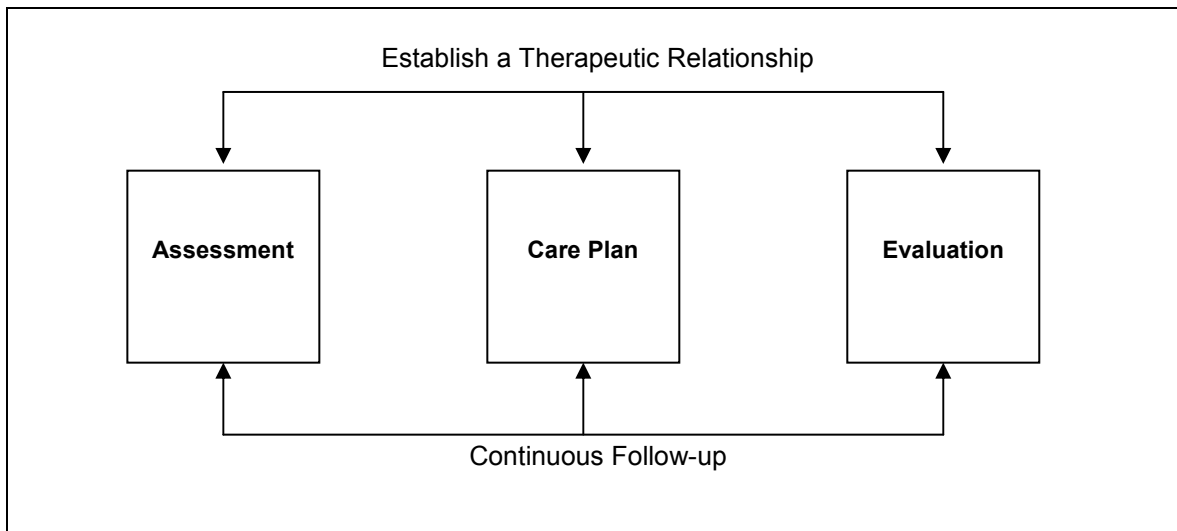 Establish a Therapeutic Relationship
Assessment
Care Plan
Evaluation
Continuous Follow-up